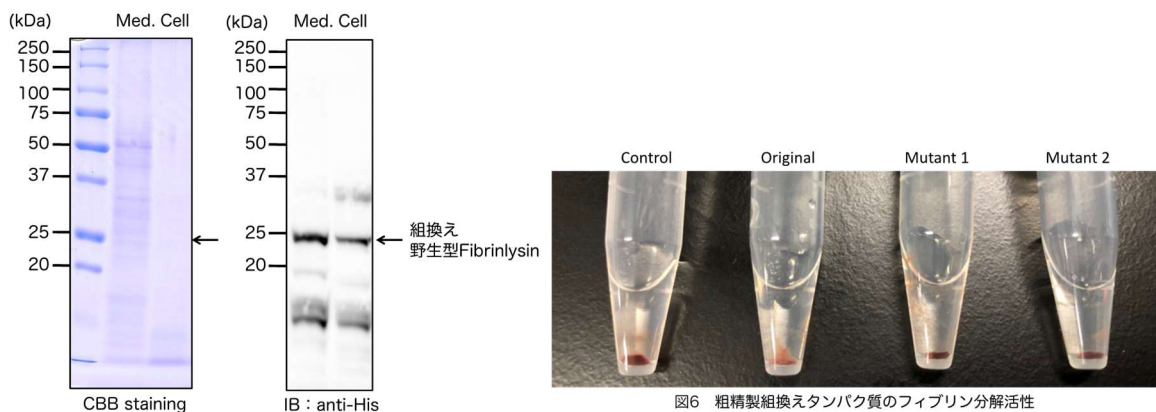 (kDa)
Med. Cell
250
150
100
75
50
37
25
20
CBB staining
(kDa)
Med. Cell
250
150
100
75
50
37
25
20
IB：anti-His
組換え
野生型Fibrinlysin
Control
Original
Mutant 1
Mutant 2
図6 粗精製組換えタンパク質のフィブリン分解活性